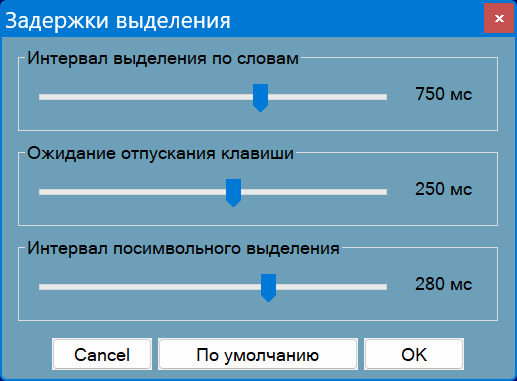 Задержки выделения
Интервал выделения по словам
750 мс
Ожидание отпускания клавиши
250 мс
Интервал посимвольного выделения
280 мс
Cancel
По умолчанию
OK